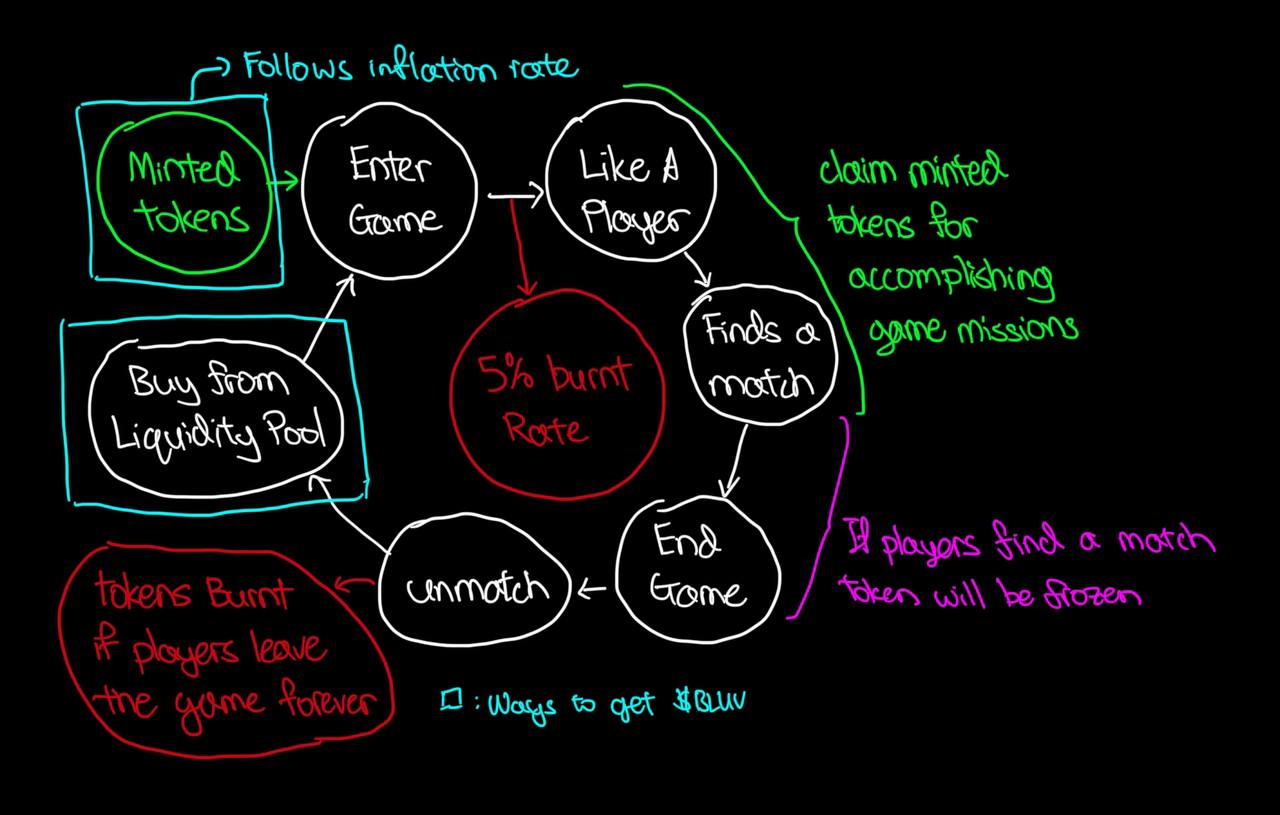 Follows inflation rate
Minted
tokens
Enter
Game
Like A
Player
claim minted
tokens for
accomplishing
game missions
Finds a
match
5% burnt
Rate
Buy from
Liquidity Pool
End
Game
If players find a match
token will be frozen
unmatch
tokens Burnt
if players leave
the game forever
□ : Ways to get $BLUV